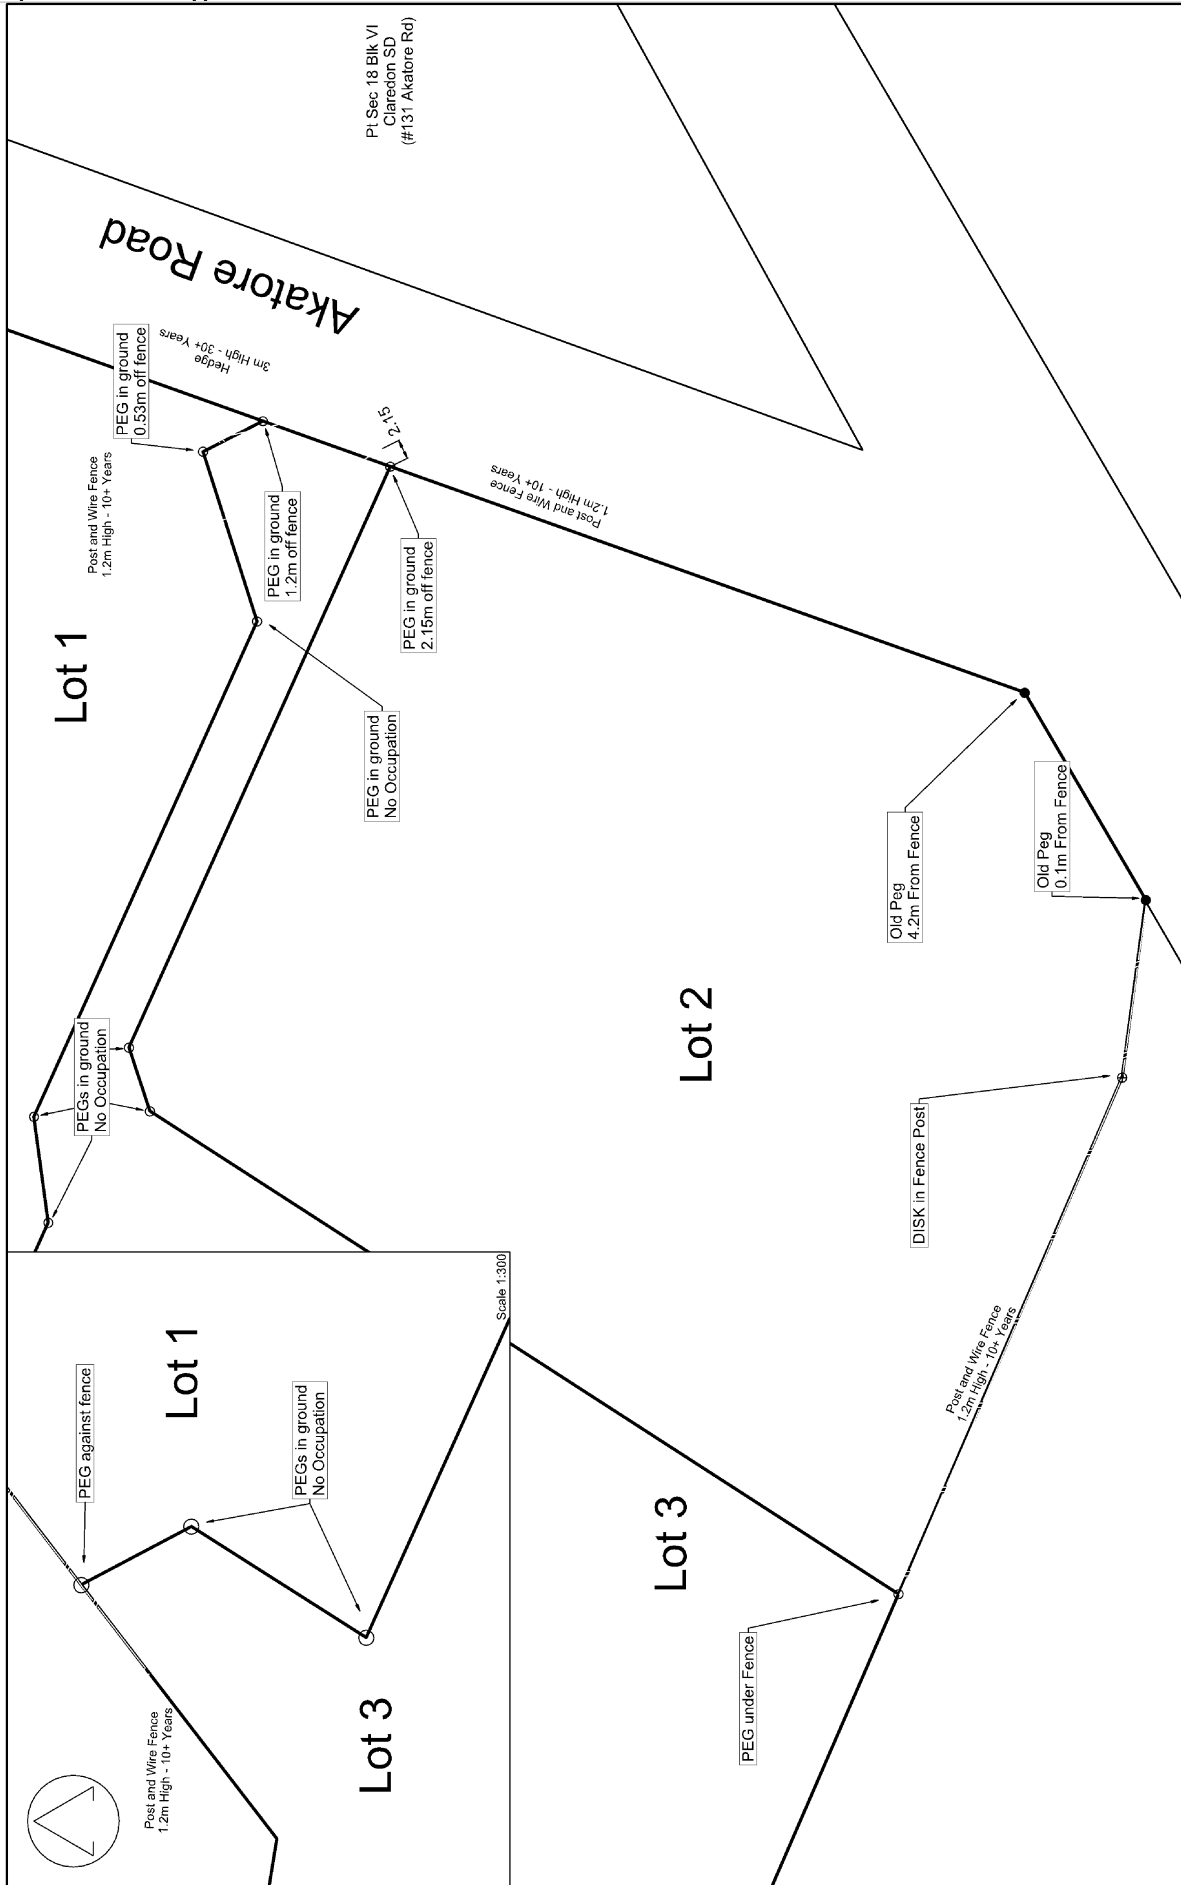 Pt Sec 18 Blk VI
Claredon SD
(#131 Akatore Rd)
Akatore Road
Hedge
3m High - 30+ Years
PEG in ground
0.53m off fence
Post and Wire Fence
1.2m High - 10+ Years
PEG in ground
1.2m off fence
2.15
Post and Wire Fence
1.2m High - 10+ Years
PEG in ground
2.15m off fence
Lot 1
PEG in ground
No Occupation
Old Peg
4.2m From Fence
Old Peg
0.1m From Fence
PEGs in ground
No Occupation
Lot 2
DISK in Fence Post
Post and Wire Fence
1.2m High - 10+ Years
Scale 1:300
Lot 1
PEG against fence
PEGs in ground
No Occupation
Lot 3
Post and Wire Fence
1.2m High - 10+ Years
Lot 3
PEG under Fence